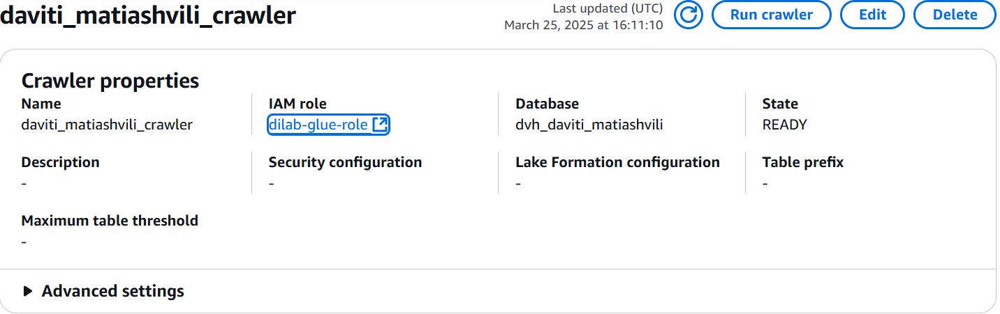 daviti_matiashvili_crawler
Last updated (UTC)
March 25, 2025 at 16:11:10
Run crawler
Edit
Delete
Crawler properties
Name
daviti_matiashvili_crawler
IAM role
dilab-glue-role
Database
dvh_daviti_matiashvili
State
READY
Description
-
Security configuration
-
Lake Formation configuration
-
Table prefix
-
Maximum table threshold
-
Advanced settings